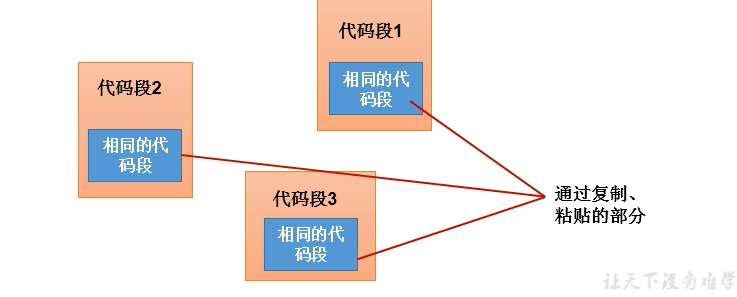 代码段1
相同的代
码段
代码段2
相同的代
码段
代码段3
相同的代
码段
通过复制、
粘贴的部分
让天下没有难学